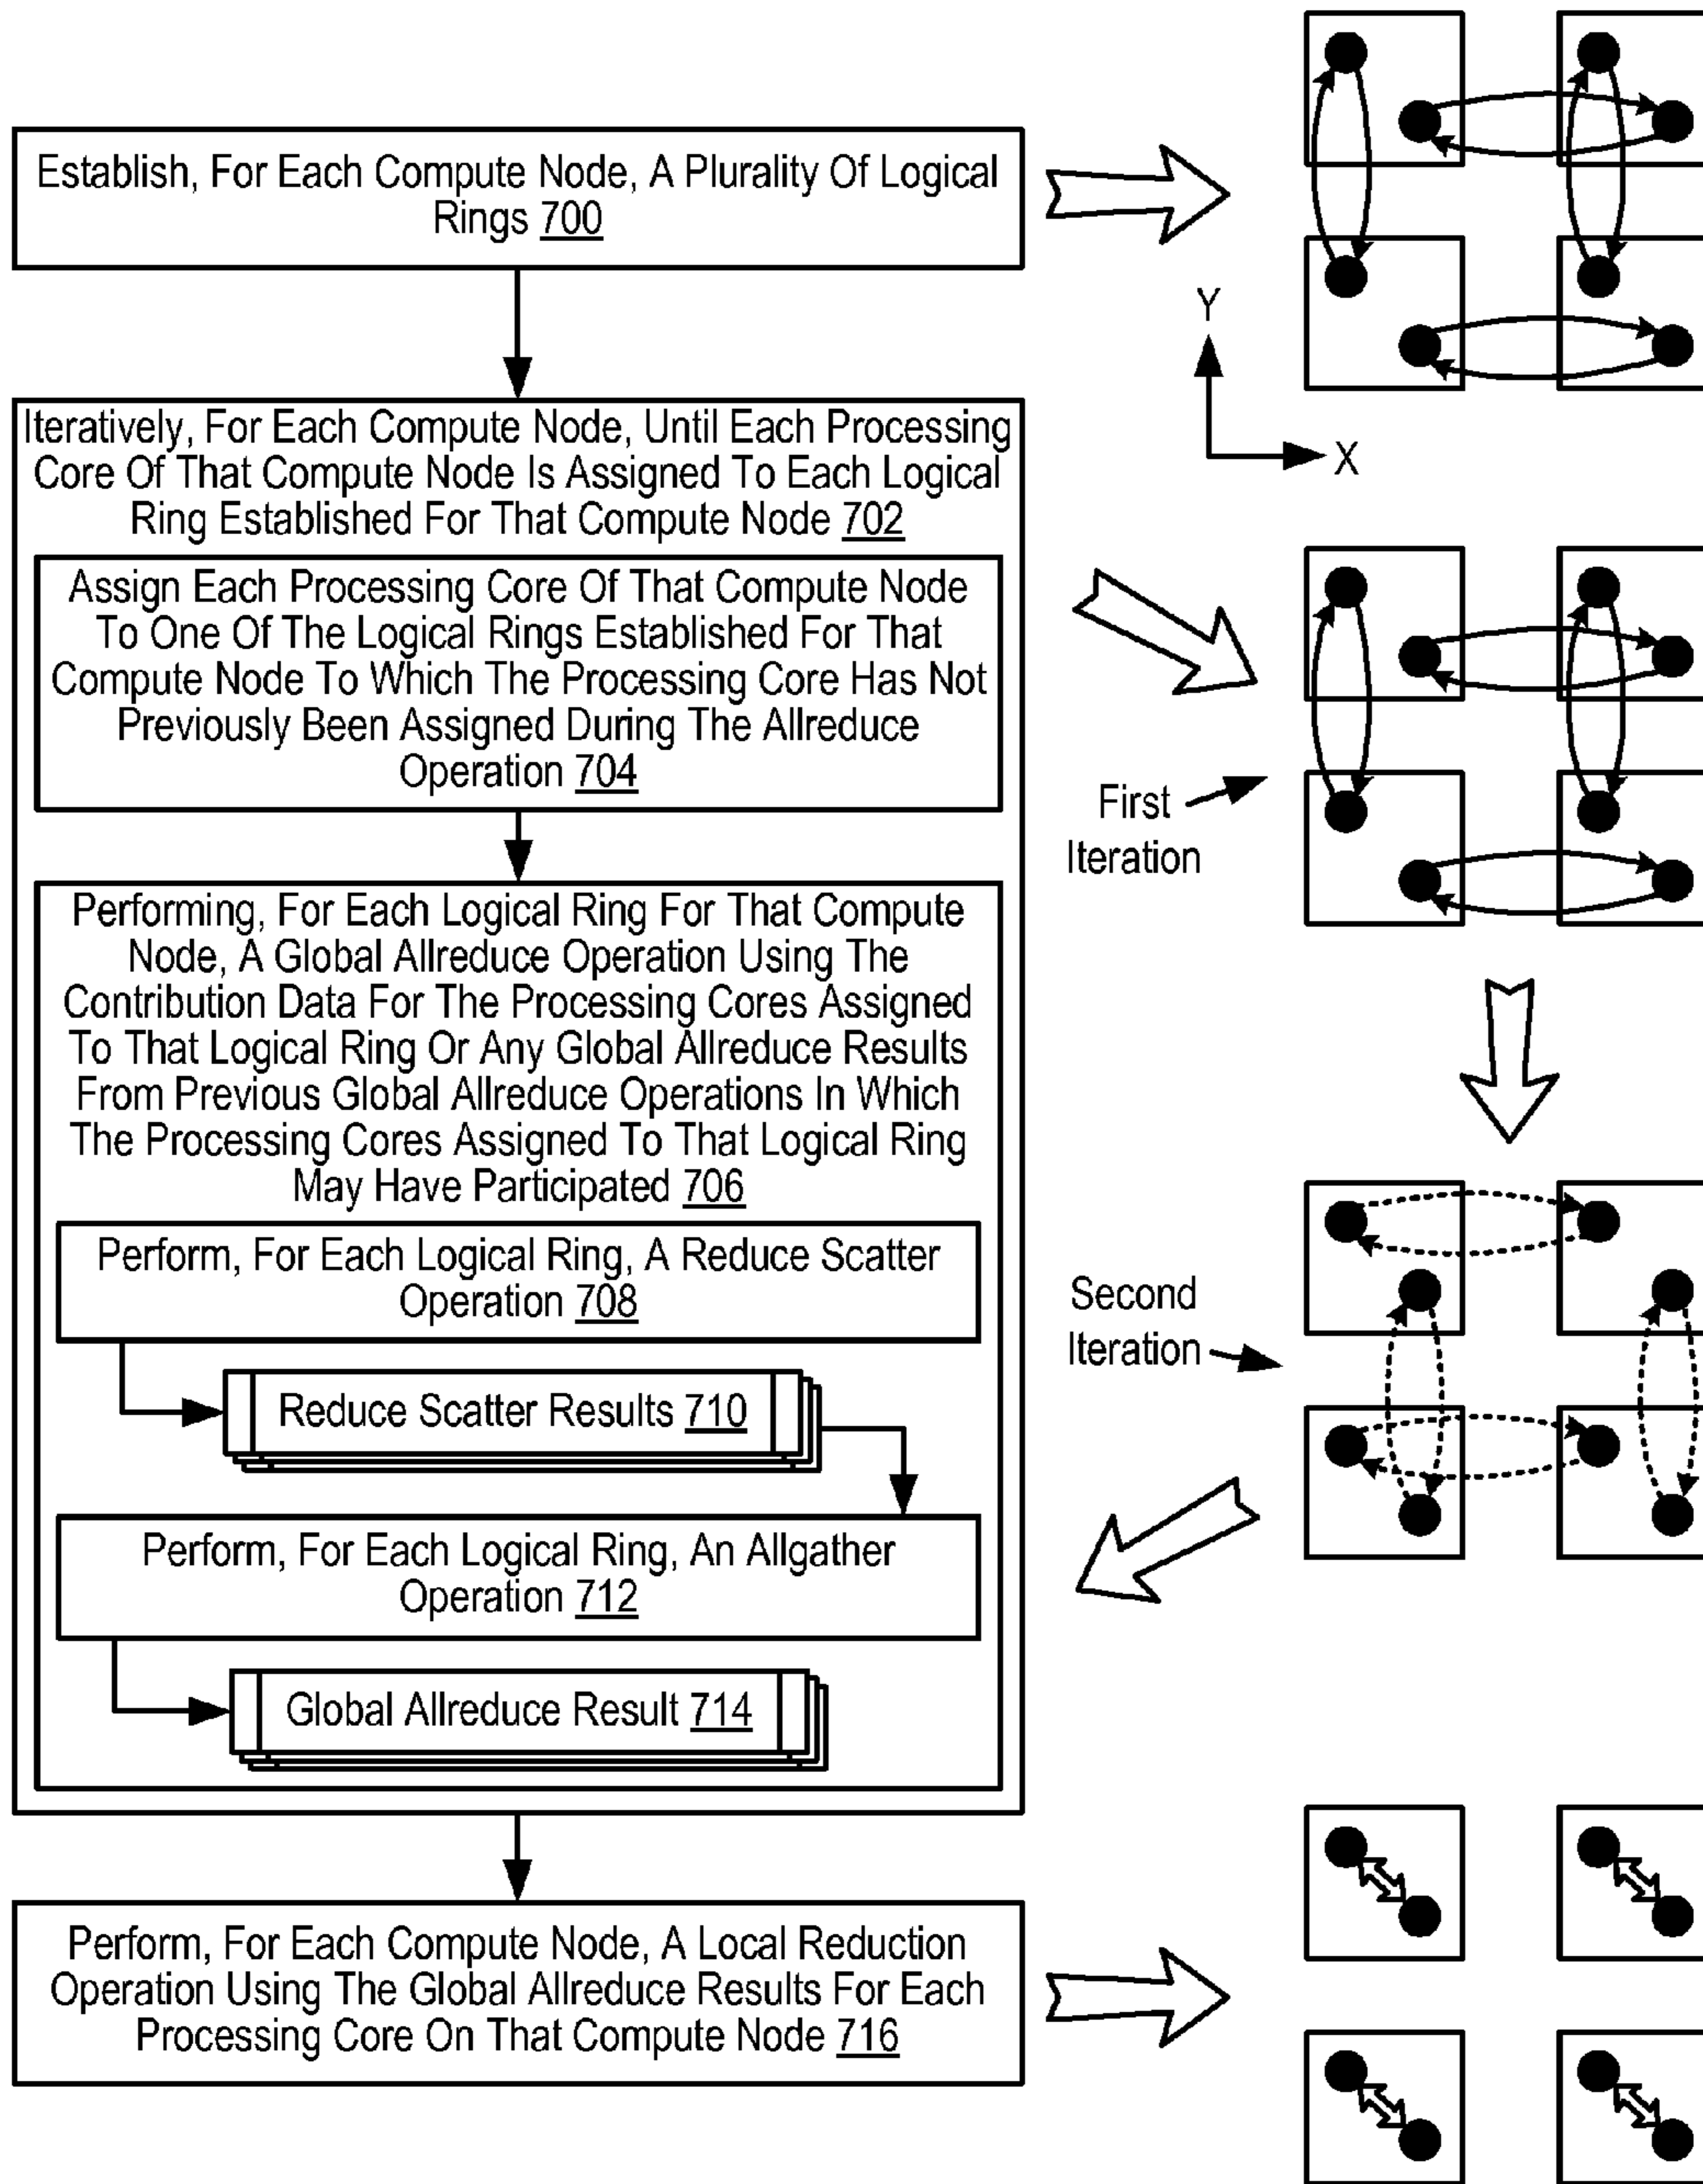 Establish, For Each Compute Node, A Plurality Of Logical
Rings 700
Y
X
Iteratively, For Each Compute Node, Until Each Processing
Core Of That Compute Node Is Assigned To Each Logical
Ring Established For That Compute Node 702
Assign Each Processing Core Of That Compute Node
To One Of The Logical Rings Established For That
Compute Node To Which The Processing Core Has Not
Previously Been Assigned During The Allreduce
Operation 704
First
Iteration
Performing, For Each Logical Ring For That Compute
Node, A Global Allreduce Operation Using The
Contribution Data For The Processing Cores Assigned
To That Logical Ring Or Any Global Allreduce Results
From Previous Global Allreduce Operations In Which
The Processing Cores Assigned To That Logical Ring
May Have Participated 706
Perform, For Each Logical Ring, A Reduce Scatter
Operation 708
Second
Iteration
Reduce Scatter Results 710
Perform, For Each Logical Ring, An Allgather
Operation 712
Global Allreduce Result 714
Perform, For Each Compute Node, A Local Reduction
Operation Using The Global Allreduce Results For Each
Processing Core On That Compute Node 716